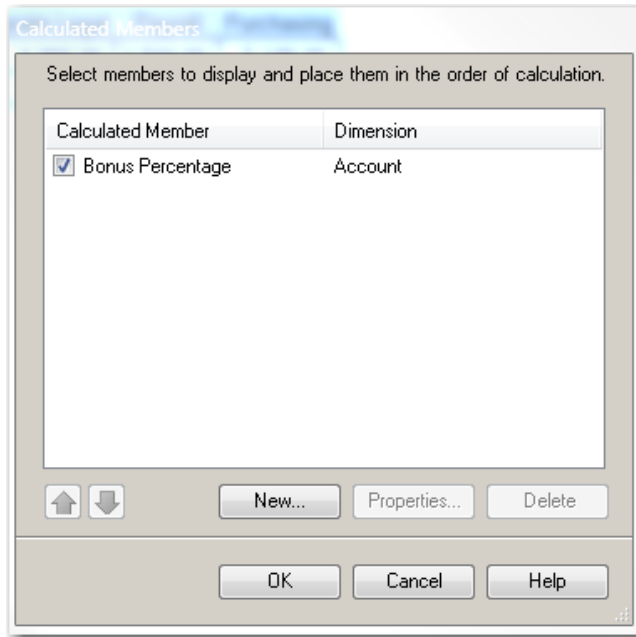 Calculated Members
Select members to display and place them in the order of calculation.
Calculated Member Dimension
Bonus Percentage Account
New... Properties... Delete
OK Cancel Help